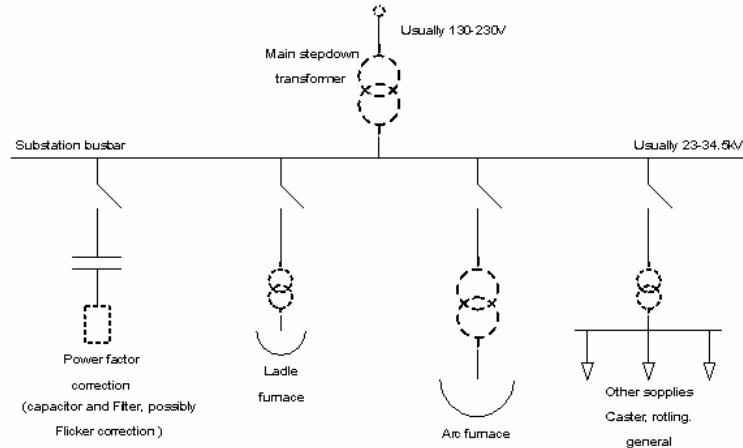 Usually 130-230V
Main stepdown
transformer
Substation busbar
Usually 23-34.5kV
Power factor
correction
(capacitor and Filter, possibly
Flicker correction )
Ladle
furnace
Arc furnace
Other sopplies
Caster, rotling.
general